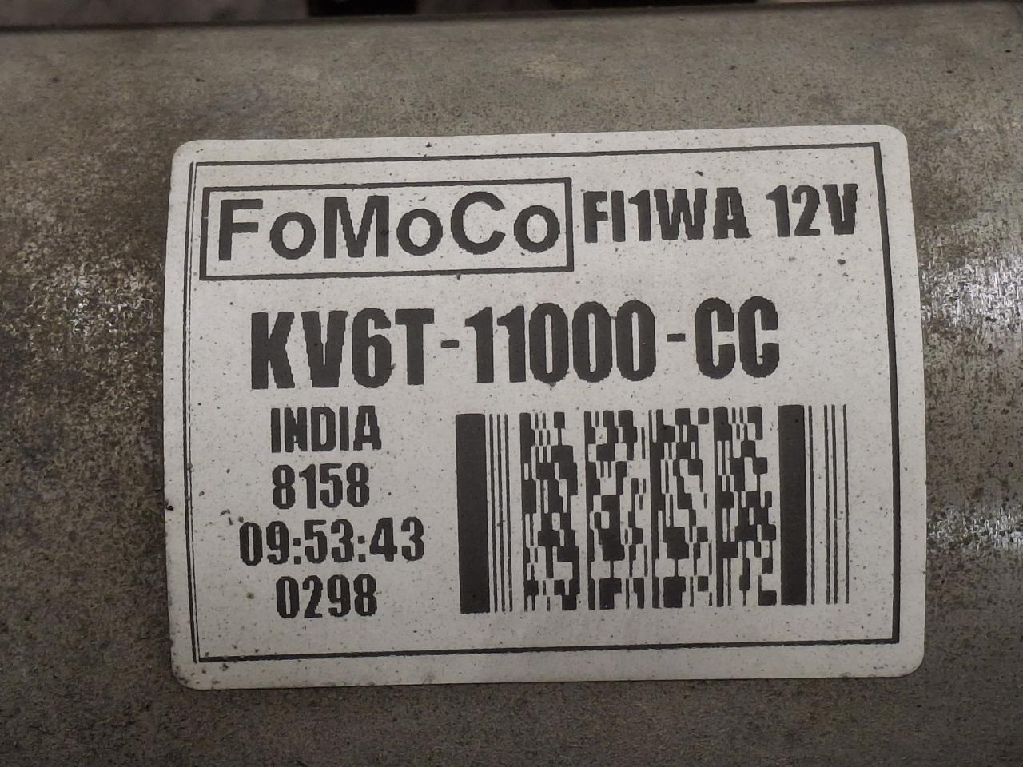 FoMoCo FI1WA 12V
KV6T-11000-CC
INDIA
8158
09:53:43
0298